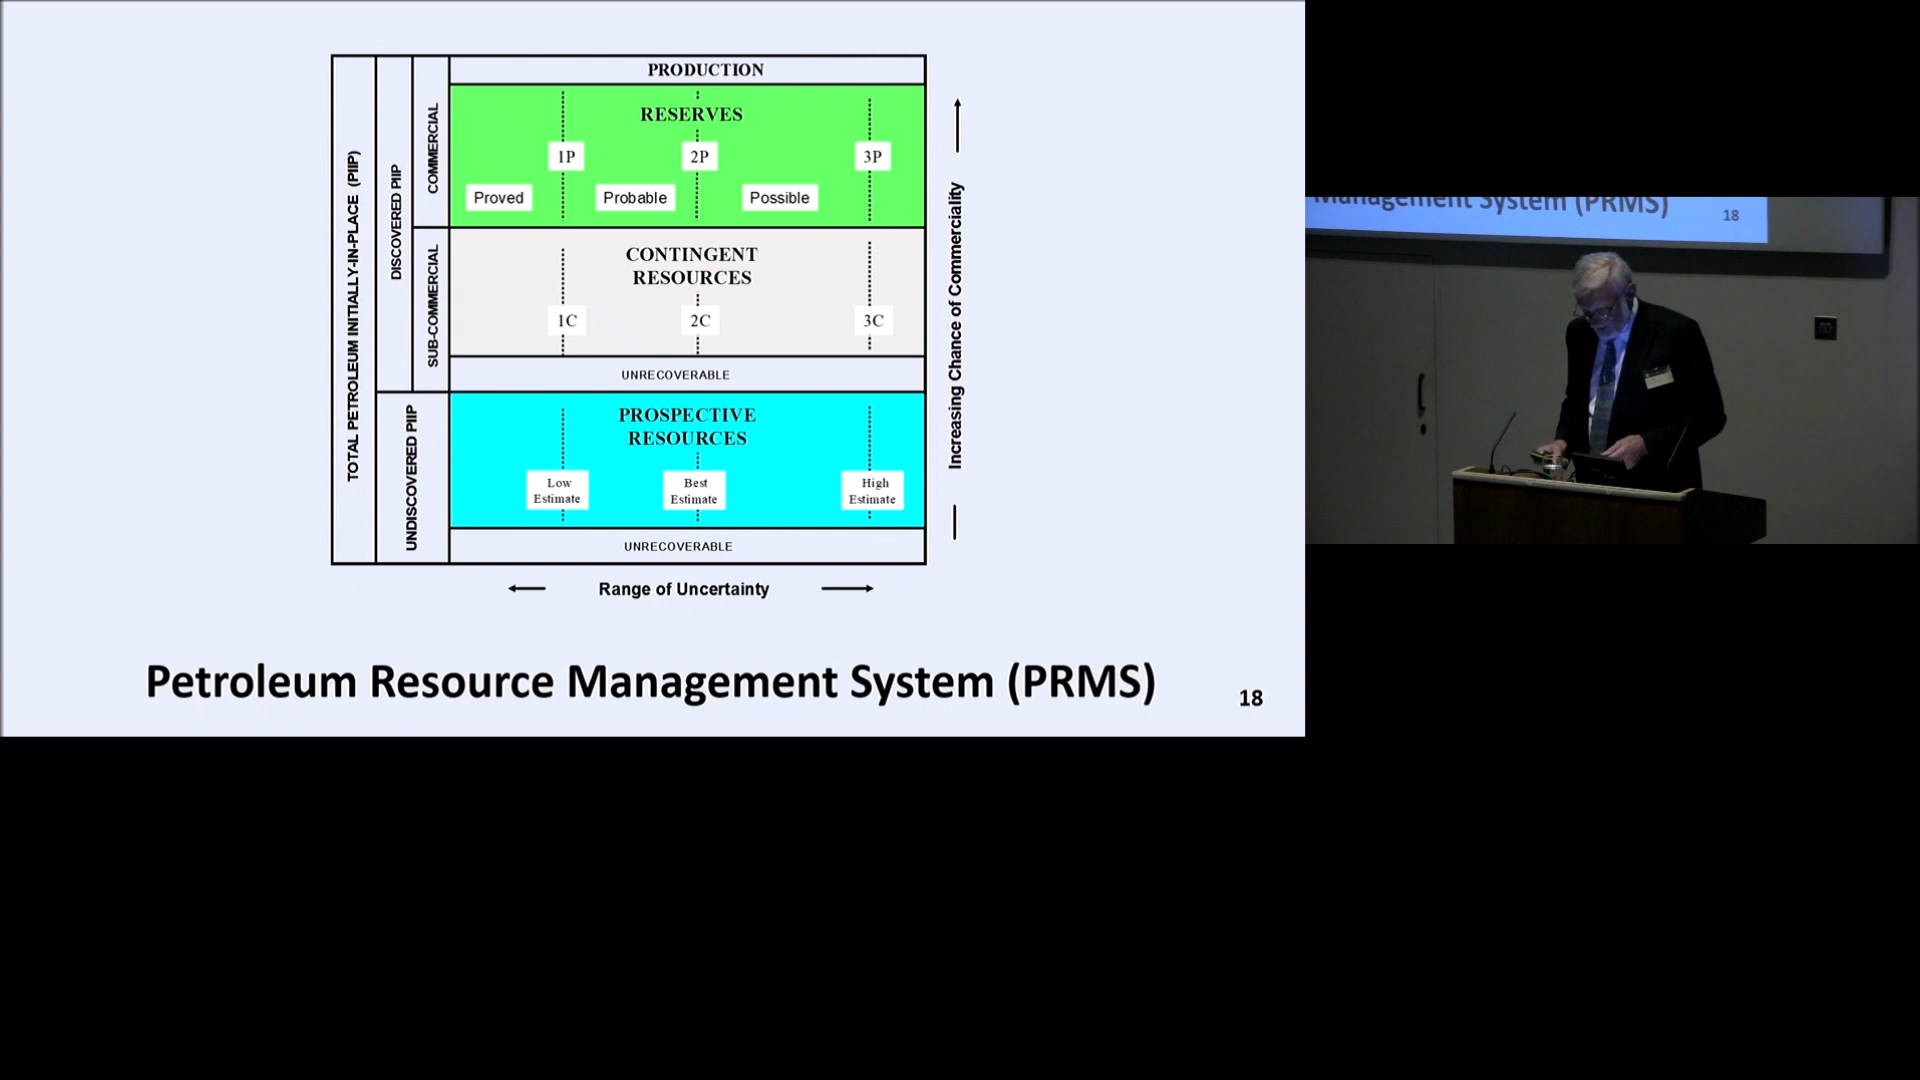 PRODUCTION
RESERVES
1P
2P
3P
Proved
Probable
Possible
CONTINGENT
RESOURCES
1C
2C
3C
UNRECOVERABLE
PROSPECTIVE
RESOURCES
Low
Estimate
Best
Estimate
High
Estimate
UNRECOVERABLE
TOTAL PETROLEUM INITIALLY-IN-PLACE (PIIP)
DISCOVERED PIIP
UNDISCOVERED PIIP
COMMERCIAL
SUB-COMMERCIAL
Increasing Chance of Commerciality
Range of Uncertainty
Petroleum Resource Management System (PRMS)
18
Management System (PRMS)
18